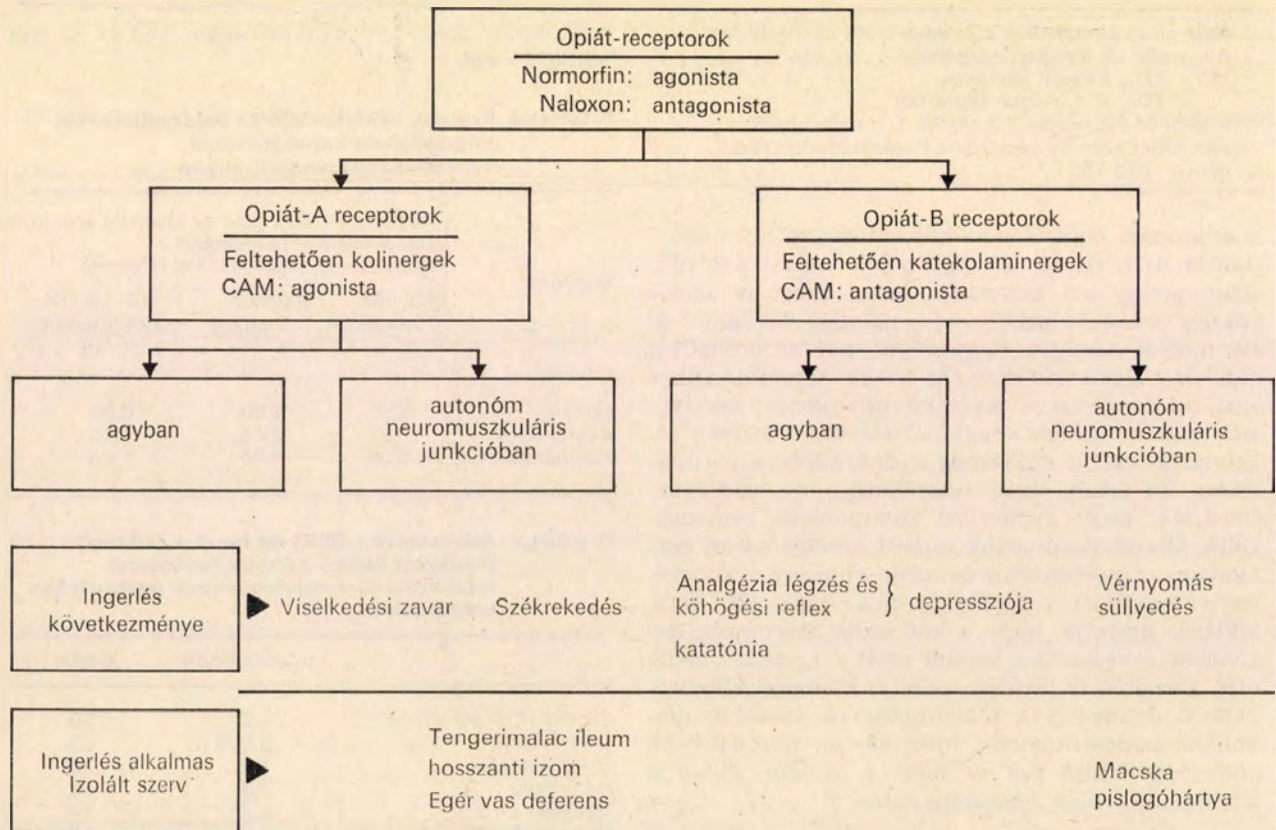 Opiát-receptorok
Normorfin: agonista
Naloxon: antagonista
Opiát-A receptorok
Feltehetően kolinergek
CAM: agonista
Opiát-B receptorok
Feltehetően katekolaminergek
CAM: antagonista
agyban
autonóm
neuromuszkuláris
junkcióban
agyban
autonóm
neuromuszkuláris
junkcióban
Ingerlés
következménye
Viselkedési zavar
Székrekedés
Analgézia légzés és
köhögési reflex
depressziója
katatónia
Vérnyomás
süllyedés
Ingerlés alkalmas
Izolált szerv
Tengerimalac ileum
hosszanti izom
Egér vas deferens
Macska
pislogóhártya